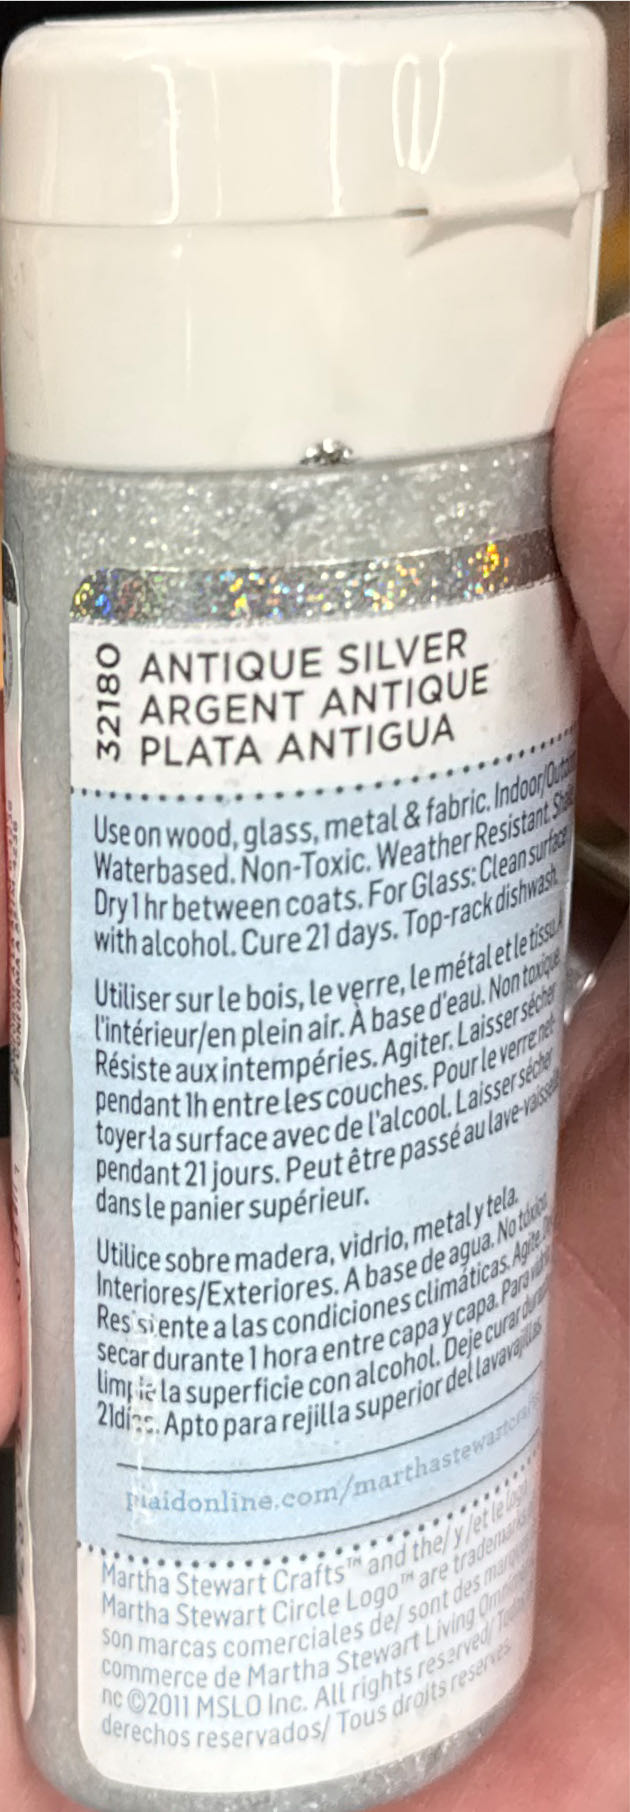 32180
ANTIQUE SILVER
ARGENT ANTIQUE
PLATA ANTIGUA
Use on wood, glass, metal & fabric. Indoor/Outdoor
Waterbased. Non-Toxic. Weather Resistant.
Dry 1 hr between coats. For Glass: Clean surface
with alcohol. Cure 21 days. Top-rack dishwash
Utiliser sur le bois, le verre, le métal et le tissu. À
l'intérieur/en plein air. À base d'eau. Non toxique.
Résiste aux intempéries. Agiter. Laisser sécher
pendant 1h entre les couches. Pour le verre net-
toyer la surface avec de l'alcool. Laisser sécher
pendant 21 jours. Peut être passé au lave-vaisselle
dans le panier supérieur.
Utilice sobre madera, vidrio, metal y tela.
Interiores/Exteriores. A base de agua. No tóxico.
Resistente a las condiciones climáticas. Agite.
secar durante 1 hora entre capa y capa. Para vidrio
limpie la superficie con alcohol. Deje curar durante
21 días. Apto para rejilla superior del lavavajillas
plaidonline.com/marthastewartcrafts
Martha Stewart Crafts™ and the/ y /et le logo
Martha Stewart Circle Logo™ are trademarks
son marcas comerciales de/ sont des marques
commerce de Martha Stewart Living Omnimedia
nc ©2011 MSLO Inc. All rights reserved/ Todos
derechos reservados/ Tous droits réservés.